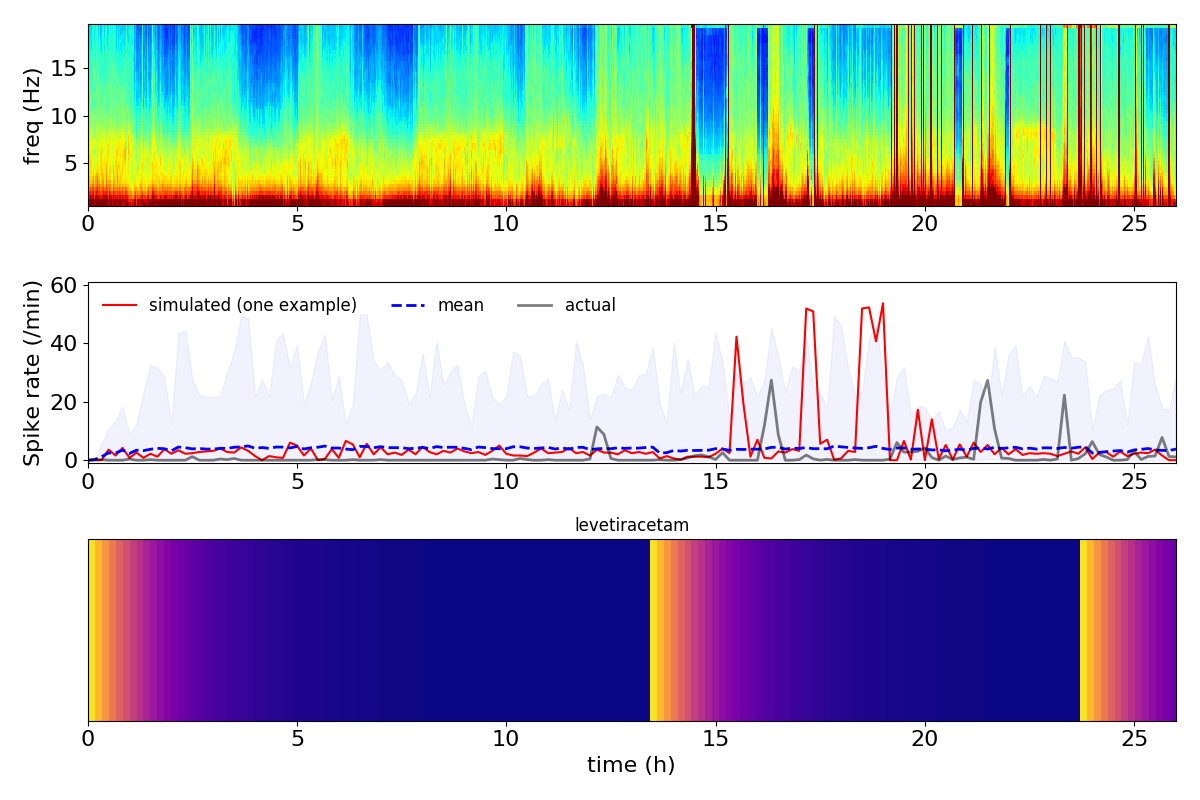 freq (Hz)
15
10
5
0 5 10 15 20 25
Spike rate (/min)
60
40
20
0
simulated (one example) mean actual
0 5 10 15 20 25
levetiracetam
0 5 10 15 20 25
time (h)